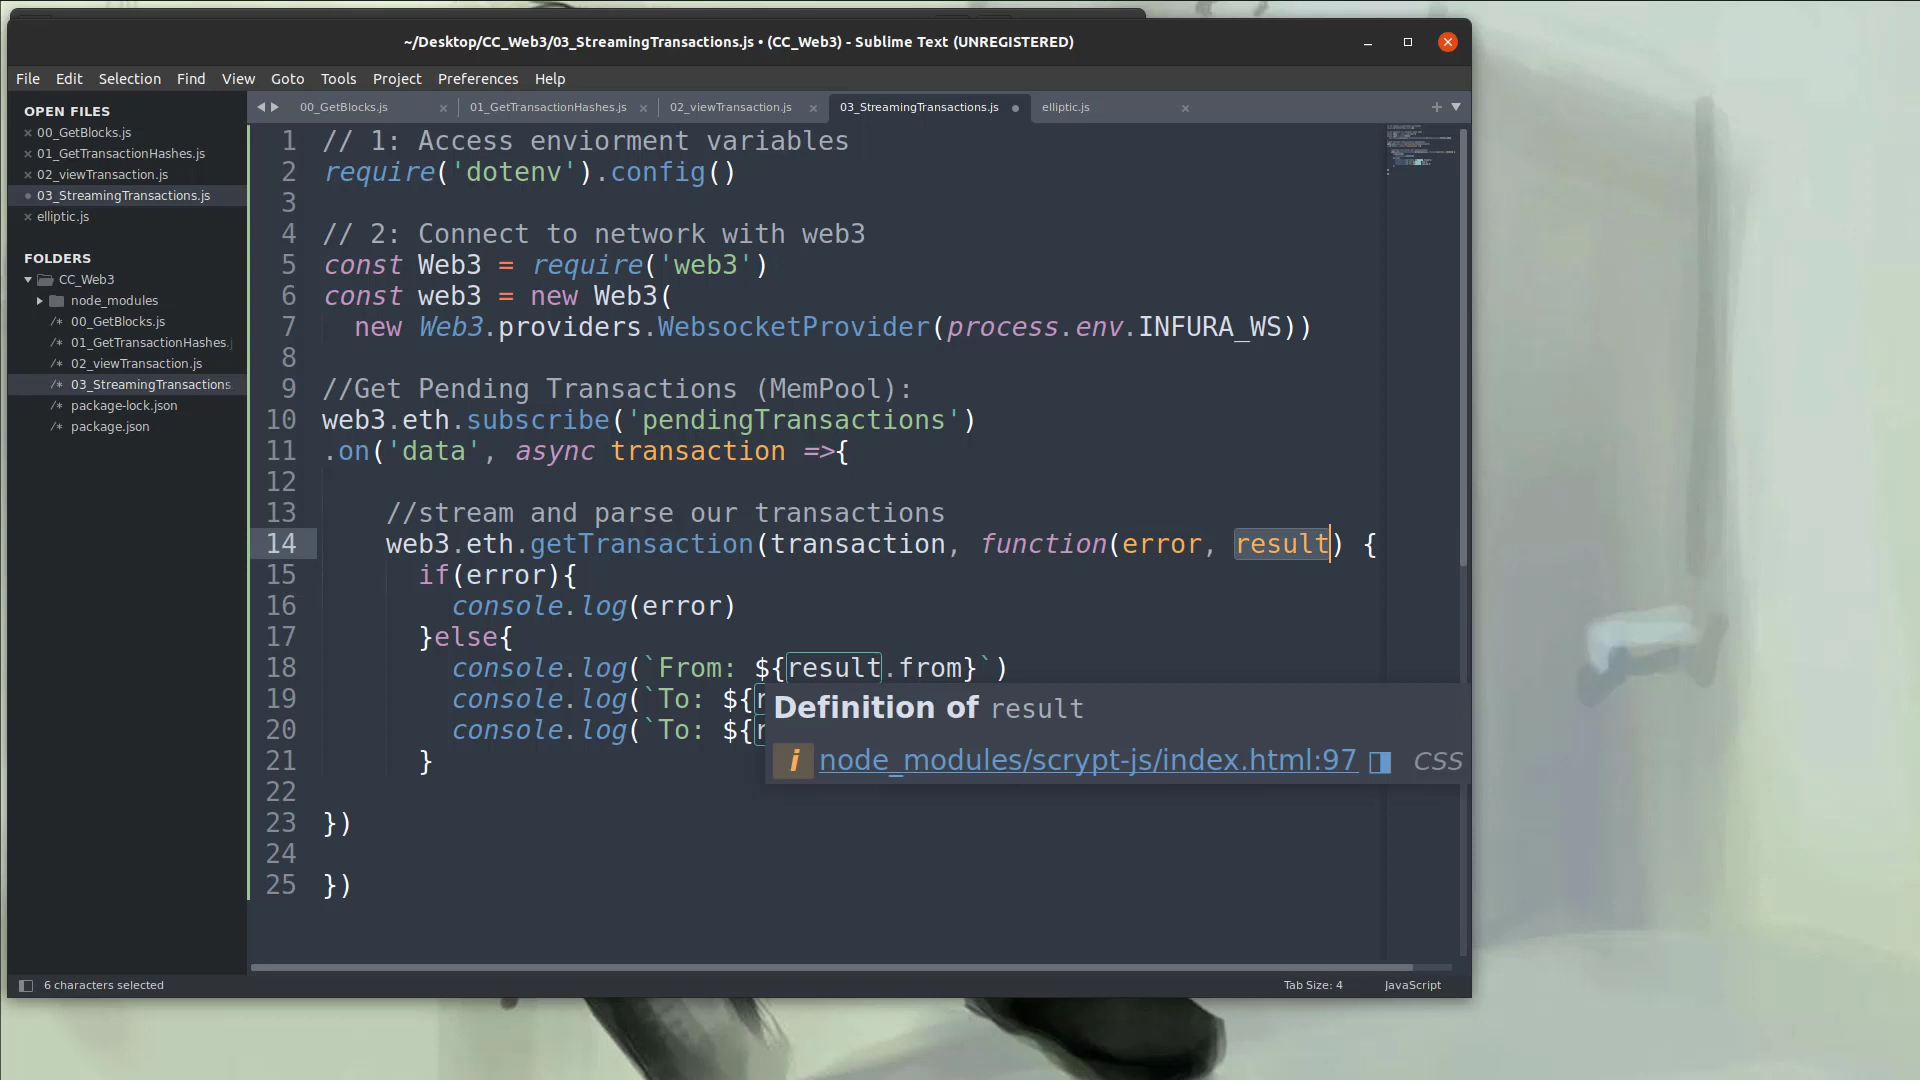 ~/Desktop/CC_Web3/03_StreamingTransactions.js • (CC_Web3) - Sublime Text (UNREGISTERED)
File Edit Selection Find View Goto Tools Project Preferences Help
OPEN FILES
00_GetBlocks.js
01_GetTransactionHashes.js
02_viewTransaction.js
03_StreamingTransactions.js
elliptic.js
FOLDERS
CC_Web3
node_modules
/* 00_GetBlocks.js
/* 01_GetTransactionHashes.j
/* 02_viewTransaction.js
/* 03_StreamingTransactions.
/* package-lock.json
/* package.json
00_GetBlocks.js 01_GetTransactionHashes.js 02_viewTransaction.js 03_StreamingTransactions.js elliptic.js
1 // 1: Access enviorment variables
2 require('dotenv').config()
3
4 // 2: Connect to network with web3
5 const Web3 = require('web3')
6 const web3 = new Web3(
7 new Web3.providers.WebsocketProvider(process.env.INFURA_WS))
8
9 //Get Pending Transactions (MemPool):
10 web3.eth.subscribe('pendingTransactions')
11 .on('data', async transaction =>{
12
13 //stream and parse our transactions
14 web3.eth.getTransaction(transaction, function(error, result) {
15 if(error){
16 console.log(error)
17 }else{
18 console.log(`From: ${result.from}`)
19 console.log(`To: ${r
20 console.log(`To: ${r
21 }
22
23 })
24
25 })
Definition of result
i node_modules/scrypt-js/index.html:97 CSS
6 characters selected
Tab Size: 4
JavaScript